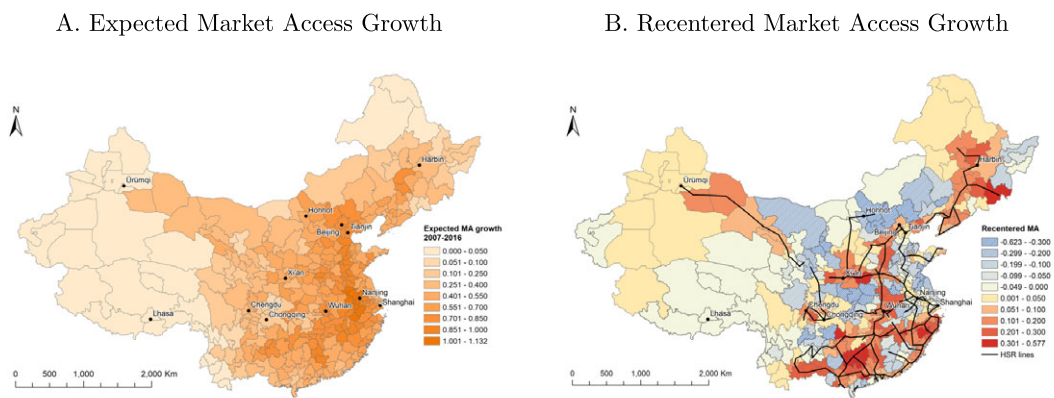 A. Expected Market Access Growth
N
Harbin
Ürümqi
Hohhot
Beijing
Tianjin
Xi'an
Nanjing
Shanghai
Chengdu
Wuhan
Chongqing
Lhasa
Expected MA growth
2007-2016
0.000 - 0.050
0.051 - 0.100
0.101 - 0.250
0.251 - 0.400
0.401 - 0.550
0.551 - 0.700
0.701 - 0.850
0.851 - 1.000
1.001 - 1.132
0 500 1,000 2,000 Km
B. Recentered Market Access Growth
N
Harbin
Ürümqi
Hohhot
Beijing
Tianjin
Xi'an
Nanjing
Shanghai
Chengdu
Wuhan
Chongqing
Lhasa
Recentered MA
-0.623 - -0.300
-0.299 - -0.200
-0.199 - -0.100
-0.099 - -0.050
-0.049 - 0.000
0.001 - 0.050
0.051 - 0.100
0.101 - 0.200
0.201 - 0.300
0.301 - 0.577
HSR lines
0 500 1,000 2,000 Km